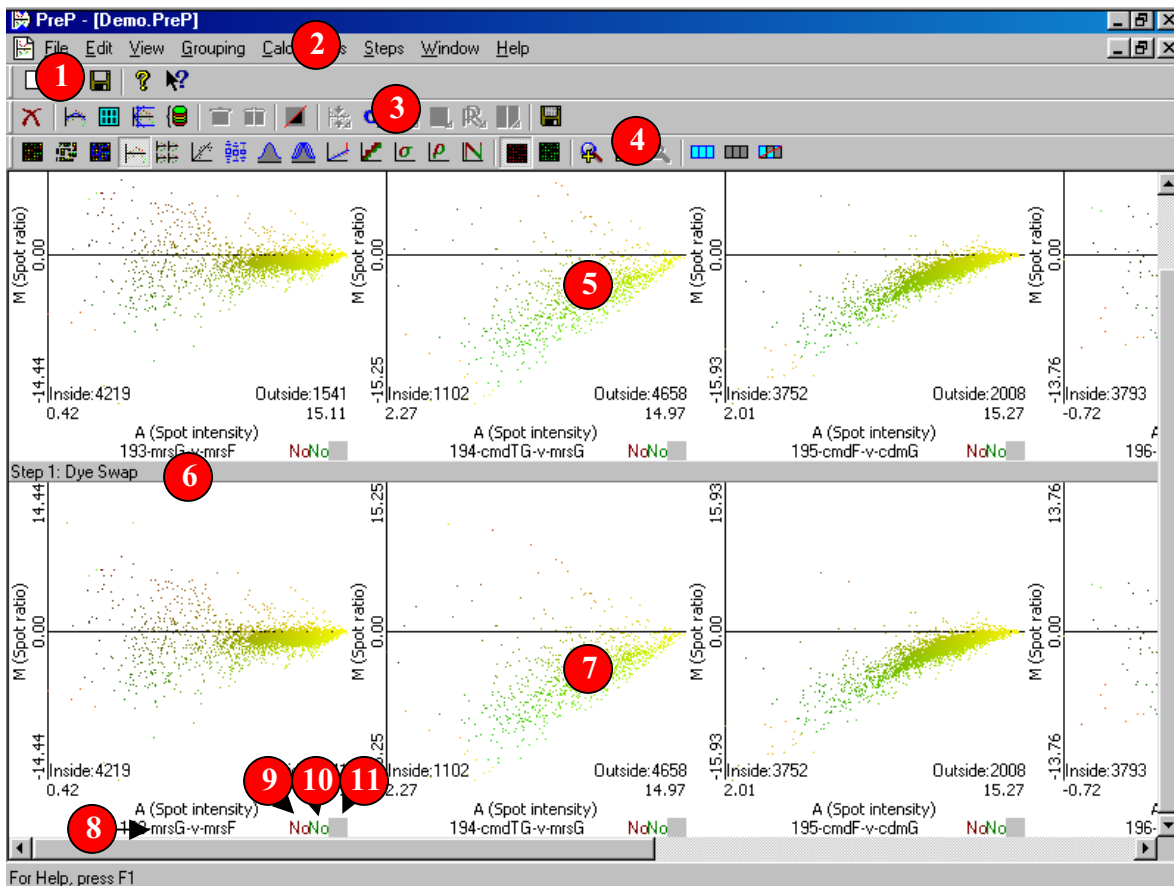 PreP - [Demo.PreP]
File Edit View Grouping Steps Window Help
1
2
3
4
M (Spot ratio)
0.00
-14.44
Inside:4219 Outside:1541
0.42 15.11
A (Spot intensity)
193-mrsG-v-mrsF NoNo
M (Spot ratio)
0.00
-15.25
5
Inside:1102 Outside:4658
2.27 14.97
A (Spot intensity)
194-cmdTG-v-mrsG NoNo
M (Spot ratio)
0.00
-15.93
Inside:3752 Outside:2008
2.01 15.27
A (Spot intensity)
195-cmdF-v-cdmG NoNo
M (Spot ratio)
0.00
-13.76
Inside:3793
-0.72
A
196-
Step 1: Dye Swap
6
14.44
M (Spot ratio)
0.00
-14.44
Inside:4219
0.42
A (Spot intensity)
8
mrsG-v-mrsF NoNo
9 10 11
15.25
M (Spot ratio)
0.00
7
Inside:1102 Outside:4658
2.27 14.97
A (Spot intensity)
194-cmdTG-v-mrsG NoNo
15.93
M (Spot ratio)
0.00
-15.93
Inside:3752 Outside:2008
2.01 15.27
A (Spot intensity)
195-cmdF-v-cdmG NoNo
13.76
M (Spot ratio)
0.00
-13.76
Inside:3793
-0.72
196-
For Help, press F1